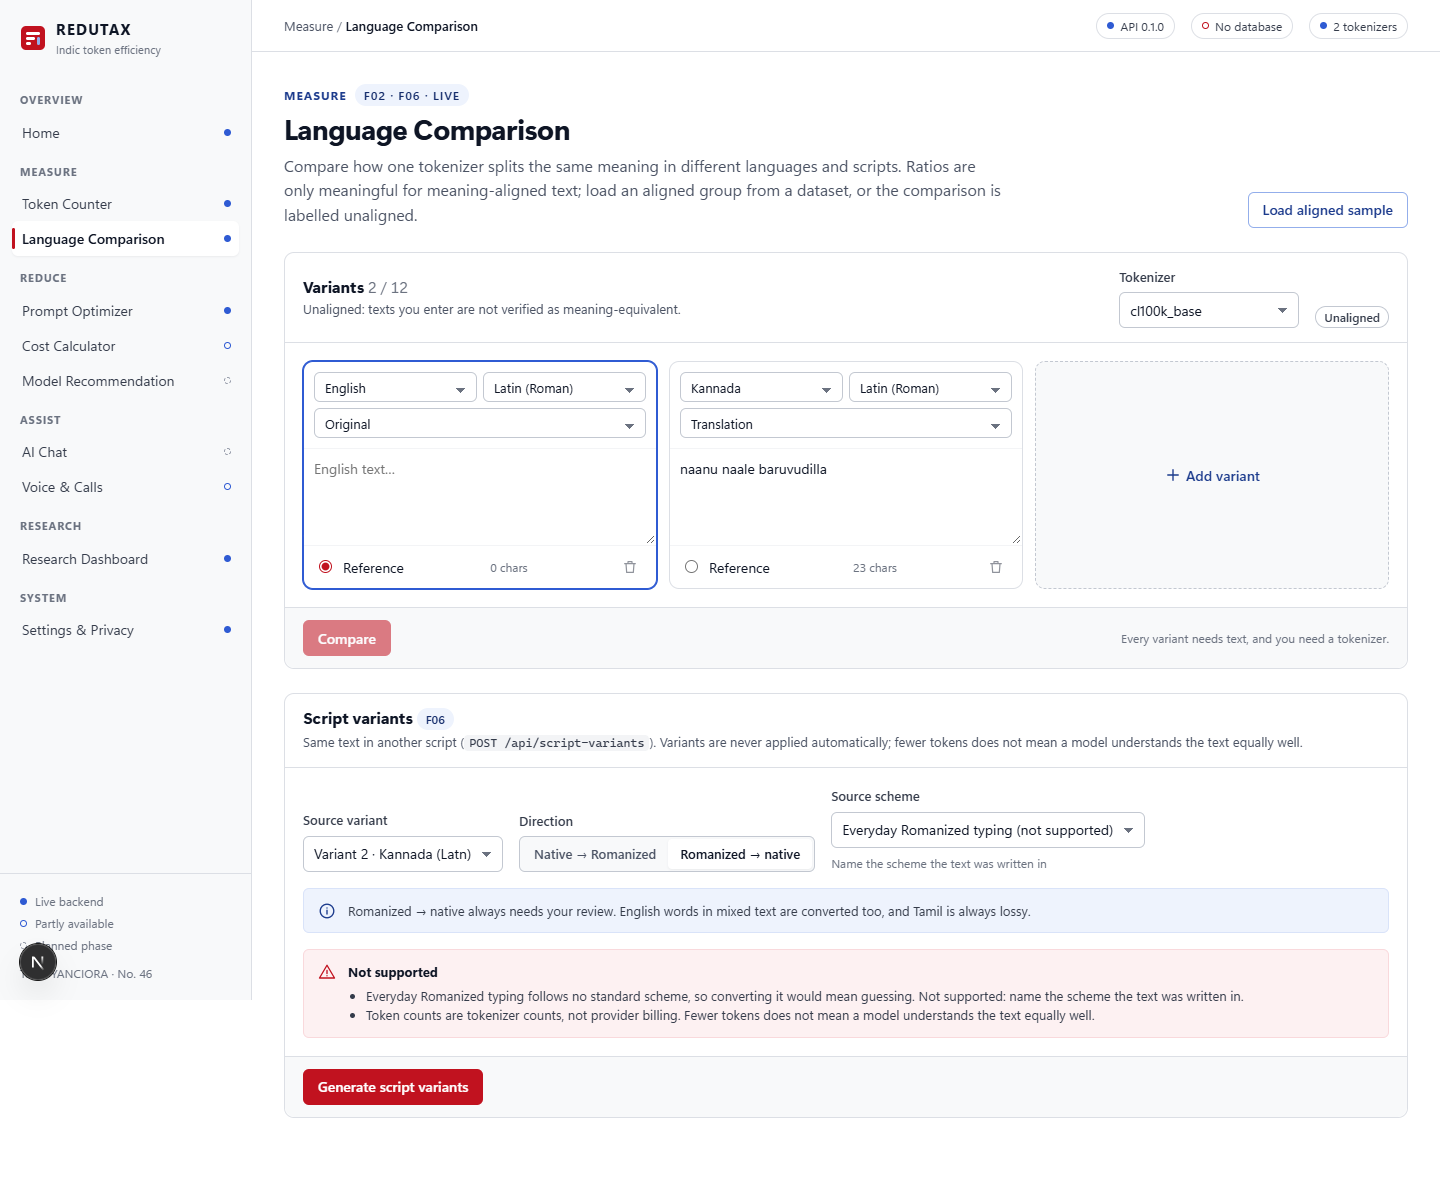 REDUTAX
Indic token efficiency
OVERVIEW
Home
MEASURE
Token Counter
Language Comparison
REDUCE
Prompt Optimizer
Cost Calculator
Model Recommendation
ASSIST
AI Chat
Voice & Calls
RESEARCH
Research Dashboard
SYSTEM
Settings & Privacy
Live backend
Partly available
nned phase
N
YANCIORA · No. 46
Measure / Language Comparison
API 0.1.0
No database
2 tokenizers
MEASURE F02 · F06 · LIVE
Language Comparison
Compare how one tokenizer splits the same meaning in different languages and scripts. Ratios are
only meaningful for meaning-aligned text; load an aligned group from a dataset, or the comparison is
labelled unaligned.
Load aligned sample
Variants 2 / 12
Unaligned: texts you enter are not verified as meaning-equivalent.
Tokenizer
cl100k_base
Unaligned
English
Latin (Roman)
Original
English text...
Reference
0 chars
Kannada
Latin (Roman)
Translation
naanu naale baruvudilla
Reference
23 chars
+ Add variant
Compare
Every variant needs text, and you need a tokenizer.
Script variants F06
Same text in another script ( POST /api/script-variants ). Variants are never applied automatically; fewer tokens does not mean a model understands the text equally well.
Source variant
Variant 2 · Kannada (Latn)
Direction
Native → Romanized
Romanized → native
Source scheme
Everyday Romanized typing (not supported)
Name the scheme the text was written in
Romanized → native always needs your review. English words in mixed text are converted too, and Tamil is always lossy.
Not supported
• Everyday Romanized typing follows no standard scheme, so converting it would mean guessing. Not supported: name the scheme the text was written in.
• Token counts are tokenizer counts, not provider billing. Fewer tokens does not mean a model understands the text equally well.
Generate script variants